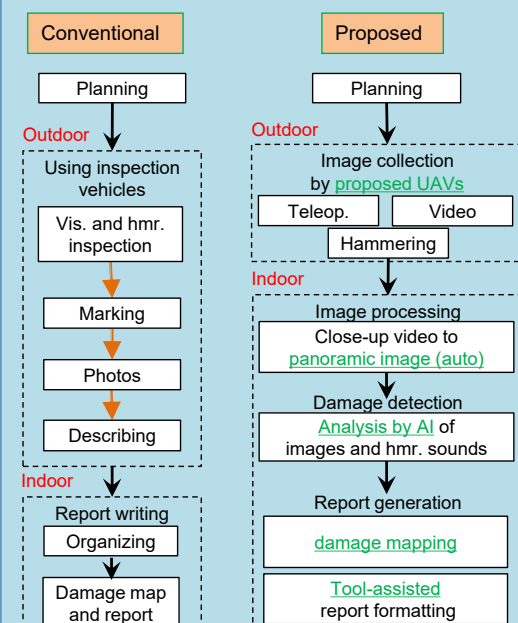 Conventional
Planning
Outdoor
Using inspection
vehicles
Vis. and hmr.
inspection
Marking
Photos
Describing
Indoor
Report writing
Organizing
Damage map
and report
Proposed
Planning
Outdoor
Image collection
by proposed UAVs
Teleop.
Video
Hammering
Indoor
Image processing
Close-up video to
panoramic image (auto)
Damage detection
Analysis by AI of
images and hmr. sounds
Report generation
damage mapping
Tool-assisted
report formatting